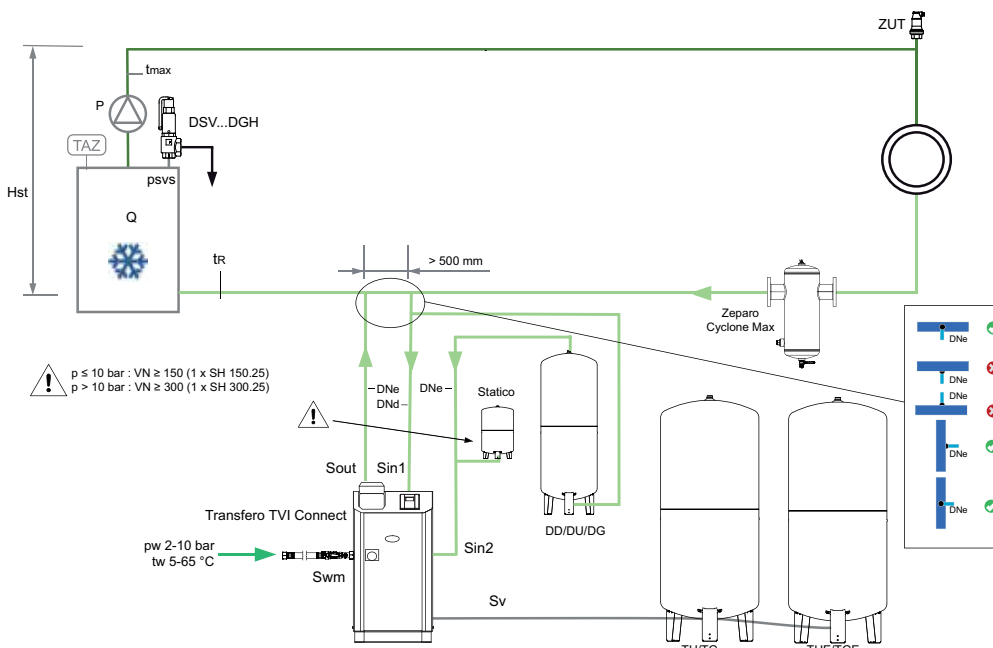 ZUT
tmax
P
DSV...DGH
TAZ
psvs
Hst
Q
tR
> 500 mm
Zeparo
Cyclone Max
DNe
DNe
DNe
DNe
DNe
p ≤ 10 bar : VN ≥ 150 (1 x SH 150.25)
p > 10 bar : VN ≥ 300 (1 x SH 300.25)
DNe
DNd
DNe
Statico
Sout
Sin1
Transfero TVI Connect
DD/DU/DG
Sin2
pw 2-10 bar
tw 5-65 °C
Swm
Sv